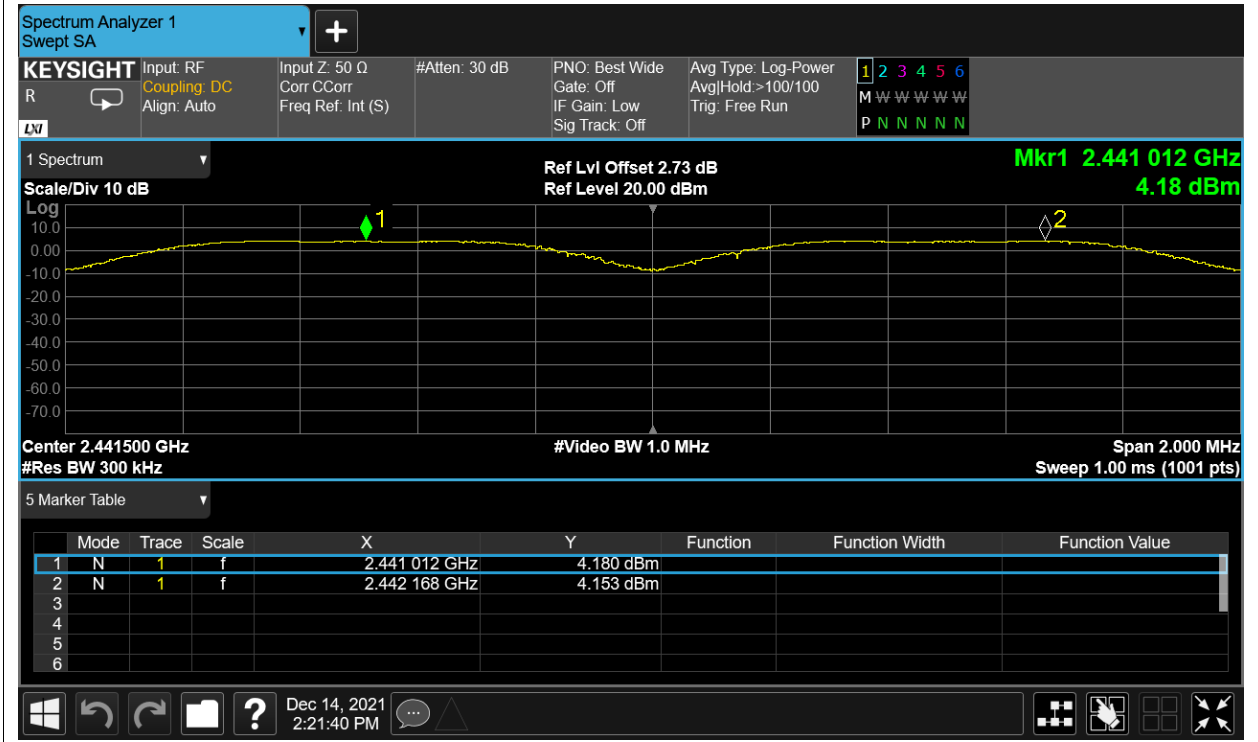 Spectrum Analyzer 1
Swept SA
+
KEYSIGHT
R
LXI
Input: RF
Coupling: DC
Align: Auto
Input Z: 50 Ω
Corr CCorr
Freq Ref: Int (S)
#Atten: 30 dB
PNO: Best Wide
Gate: Off
IF Gain: Low
Sig Track: Off
Avg Type: Log-Power
Avg|Hold:>100/100
Trig: Free Run
1 2 3 4 5 6
M W W W W W
P N N N N N
1 Spectrum
Scale/Div 10 dB
Ref Lvl Offset 2.73 dB
Ref Level 20.00 dBm
Mkr1 2.441 012 GHz
4.18 dBm
Log
10.0
0.00
-10.0
-20.0
-30.0
-40.0
-50.0
-60.0
-70.0
1
2
Center 2.441500 GHz
#Res BW 300 kHz
#Video BW 1.0 MHz
Span 2.000 MHz
Sweep 1.00 ms (1001 pts)
5 Marker Table
Mode Trace Scale X Y Function Function Width Function Value
1 N 1 f 2.441 012 GHz 4.180 dBm
2 N 1 f 2.442 168 GHz 4.153 dBm
3
4
5
6
?
Dec 14, 2021
2:21:40 PM